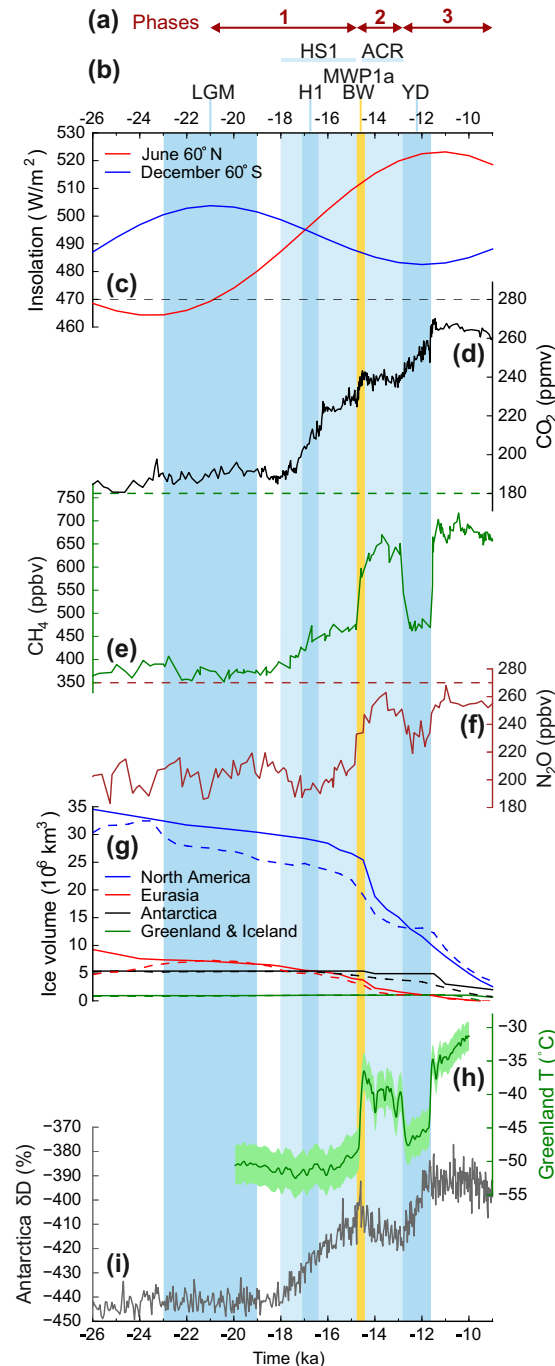 (a) Phases 1 2 3
HS1 ACR
(b) MWP1a
LGM H1 BW YD
-26 -24 -22 -20 -18 -16 -14 -12 -10
530
520
510
500
490
480
470
460
Insolation (W/m²)
June 60°N
December 60°S
(c)
280
260
240
220
200
180
CO₂ (ppmv)
(d)
750
700
650
600
550
500
450
400
350
CH₄ (ppbv)
(e)
280
260
240
220
200
180
N₂O (ppbv)
(f)
35
30
25
20
15
10
5
0
Ice volume (10⁶ km³)
(g)
North America
Eurasia
Antarctica
Greenland & Iceland
-30
-35
-40
-45
-50
-55
Greenland T (°C)
(h)
-370
-380
-390
-400
-410
-420
-430
-440
-450
Antarctica δD (%)
(i)
-26 -24 -22 -20 -18 -16 -14 -12 -10
Time (ka)